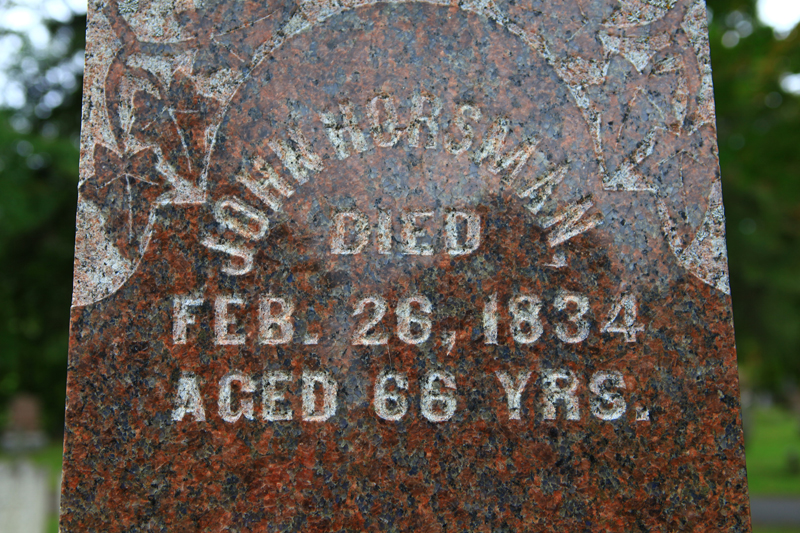 JOHN HORSMAN.
DIED
FEB. 26, 1834
AGED 66 YRS.